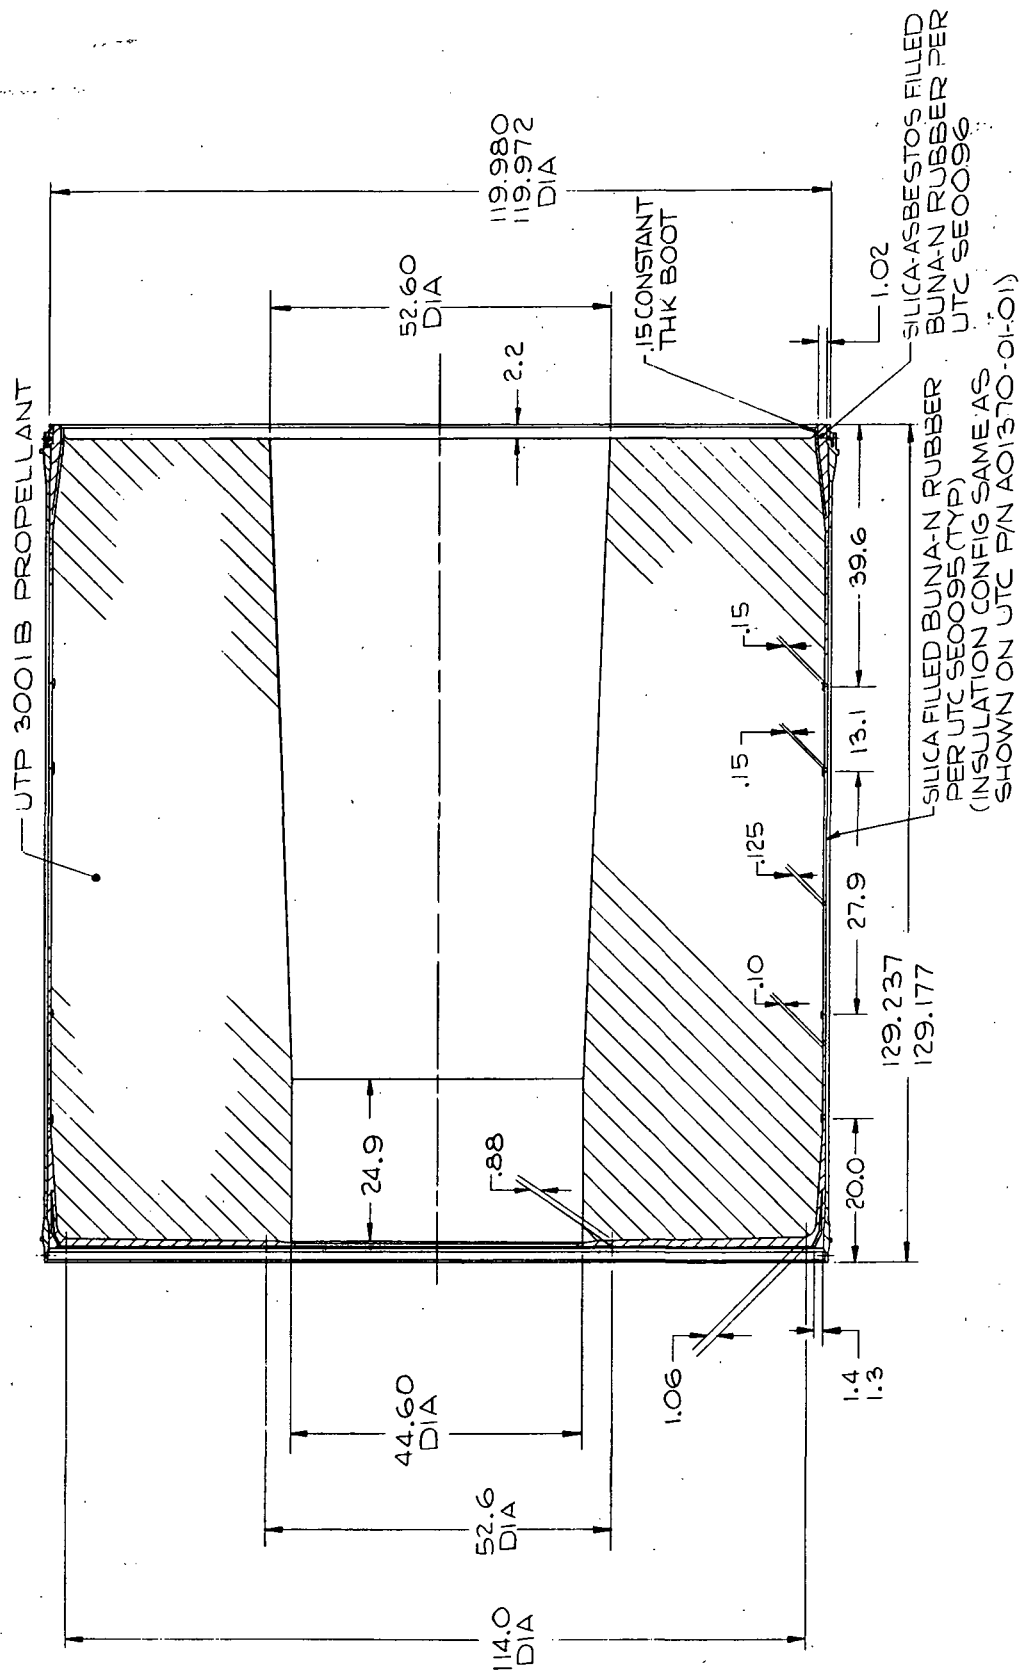 UTP 3001B PROPELLANT
119.980
119.972
DIA
52.60
DIA
2.2
.15 CONSTANT
THK BOOT
1.02
SILICA-ASBESTOS FILLED
BUNA-N RUBBER PER
UTC SE0096
39.6
.15
13.1
.15
.125
27.9
.10
SILICA FILLED BUNA-N RUBBER
PER UTC SE0095 (TYP)
(INSULATION CONFIG SAME AS
SHOWN ON UTC P/N A01370-01-01)
129.237
129.177
20.0
24.9
.88
44.60
DIA
52.6
DIA
114.0
DIA
1.06
1.4
1.3